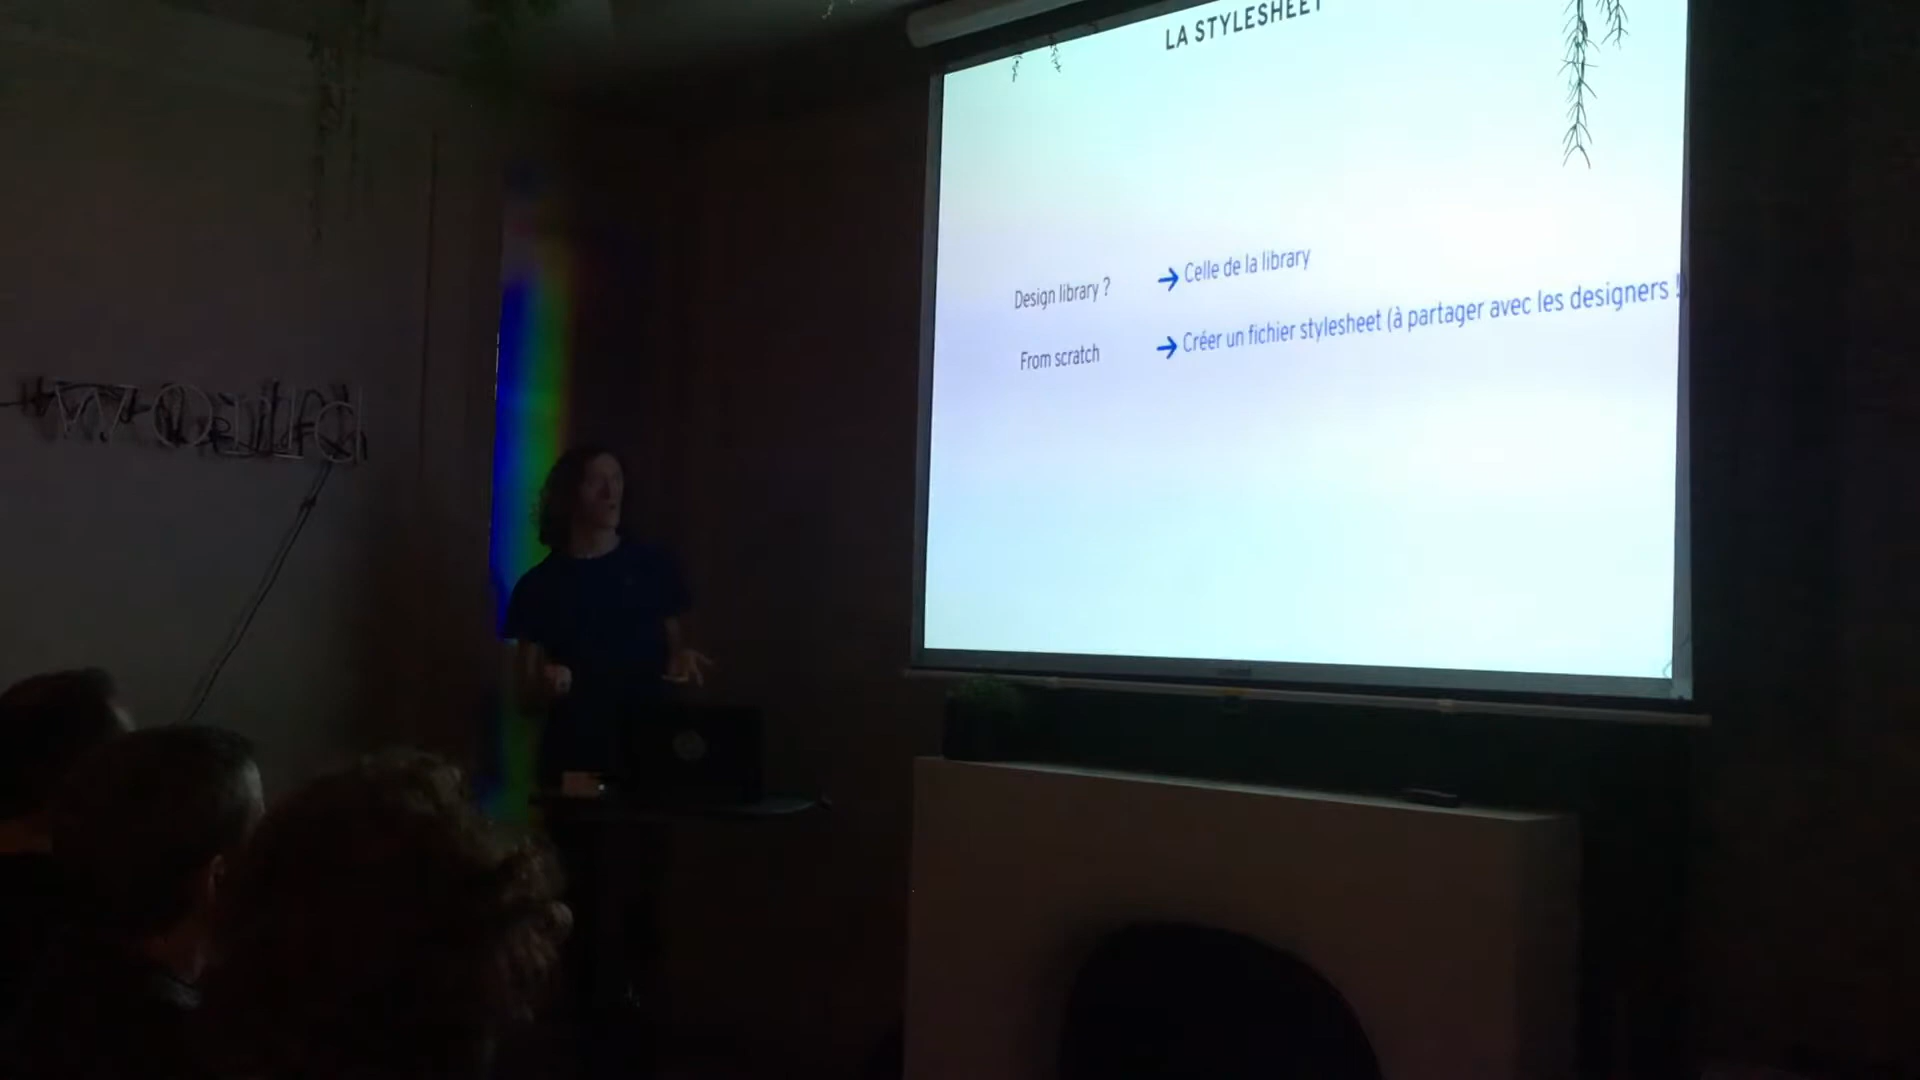 LA STYLESHEET
Design library ? → Celle de la library
From scratch → Créer un fichier stylesheet (à partager avec les designers !